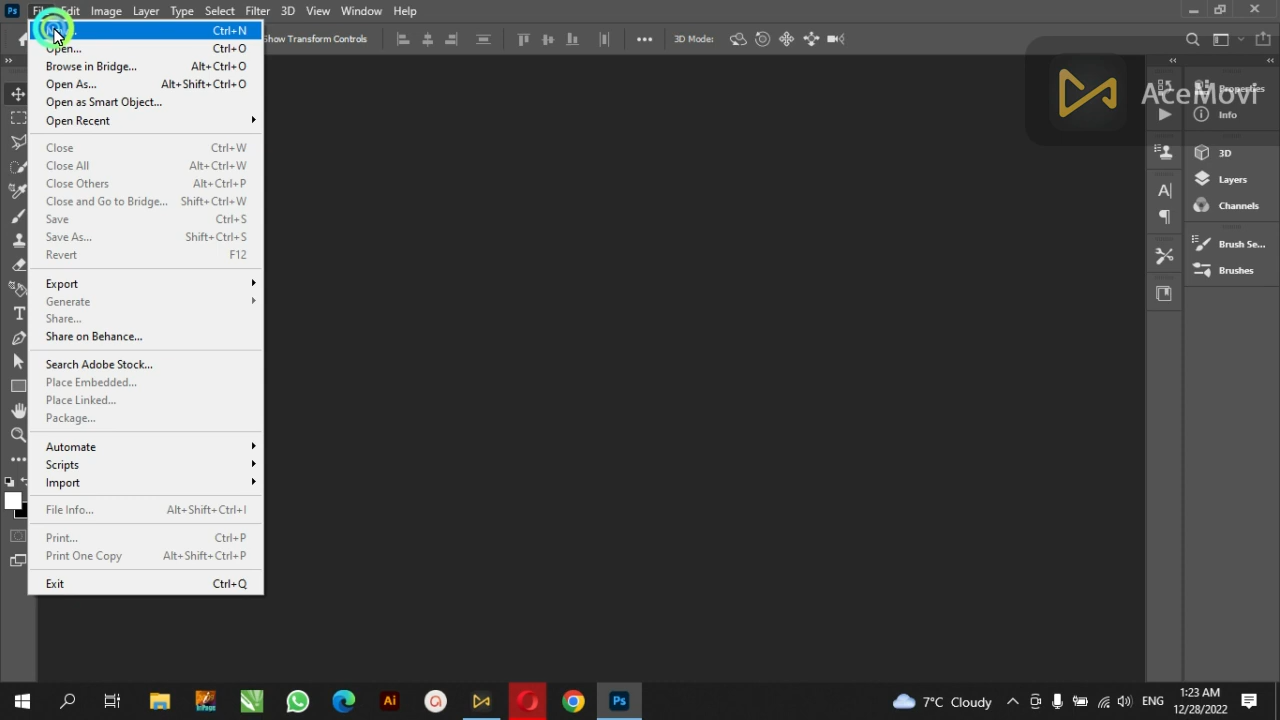 Ps Edit Image Layer Type Select Filter 3D View Window Help
Show Transform Controls 3D Mode:
Ctrl+N
Open... Ctrl+O
Browse in Bridge... Alt+Ctrl+O
Open As... Alt+Shift+Ctrl+O
Open as Smart Object...
Open Recent
Close Ctrl+W
Close All Alt+Ctrl+W
Close Others Alt+Ctrl+P
Close and Go to Bridge... Shift+Ctrl+W
Save Ctrl+S
Save As... Shift+Ctrl+S
Revert F12
Export
Generate
Share...
Share on Behance...
Search Adobe Stock...
Place Embedded...
Place Linked...
Package...
Automate
Scripts
Import
File Info... Alt+Shift+Ctrl+I
Print... Ctrl+P
Print One Copy Alt+Shift+Ctrl+P
Exit Ctrl+Q
AceMovi
Properties
Info
3D
Layers
Channels
Brush Se...
Brushes
Ai
Ps
7°C Cloudy
ENG
1:23 AM
12/28/2022